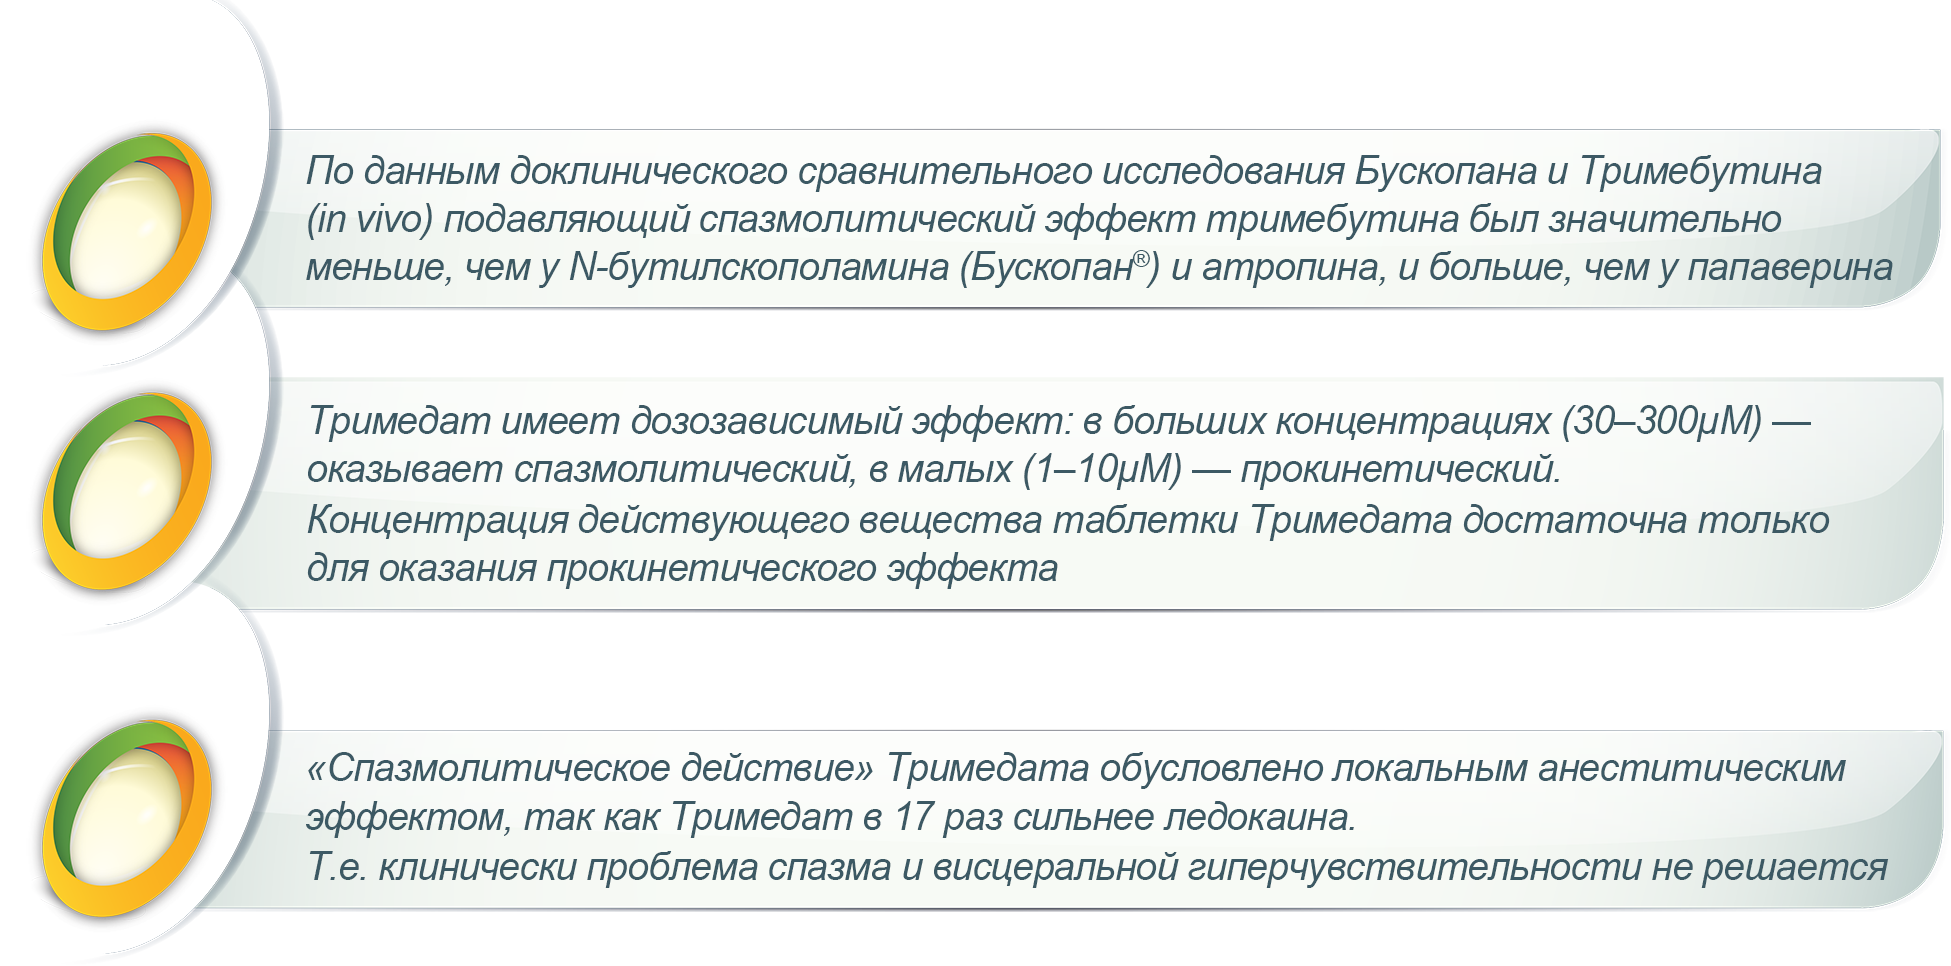 По данным доклинического сравнительного исследования Бускопана и Тримебутина
(in vivo) подавляющий спазмолитический эффект тримебутина был значительно
меньше, чем у N-бутилскополамина (Бускопан®) и атропина, и больше, чем у папаверина
Тримедат имеет дозозависимый эффект: в больших концентрациях (30–300μM) —
оказывает спазмолитический, в малых (1–10μM) — прокинетический.
Концентрация действующего вещества таблетки Тримедата достаточна только
для оказания прокинетического эффекта
«Спазмолитическое действие» Тримедата обусловлено локальным анеститическим
эффектом, так как Тримедат в 17 раз сильнее ледокаина.
Т.е. клинически проблема спазма и висцеральной гиперчувствительности не решается